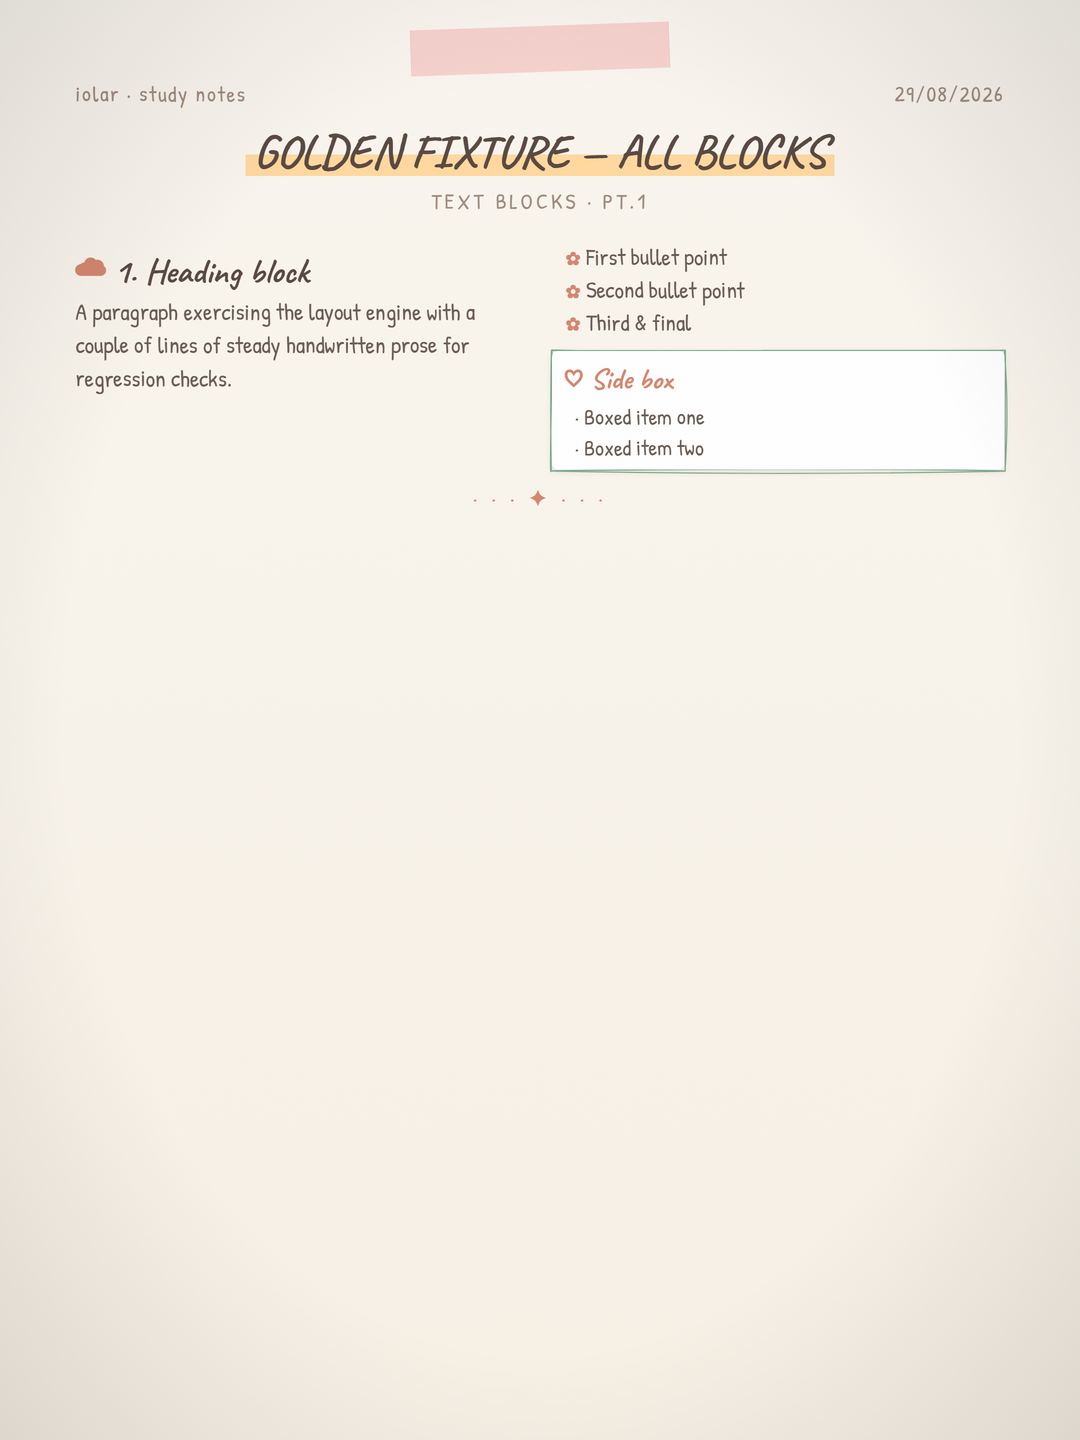 iolar · study notes
29/08/2026
GOLDEN FIXTURE – ALL BLOCKS
TEXT BLOCKS · PT.1
1. Heading block
A paragraph exercising the layout engine with a
couple of lines of steady handwritten prose for
regression checks.
First bullet point
Second bullet point
Third & final
Side box
· Boxed item one
· Boxed item two